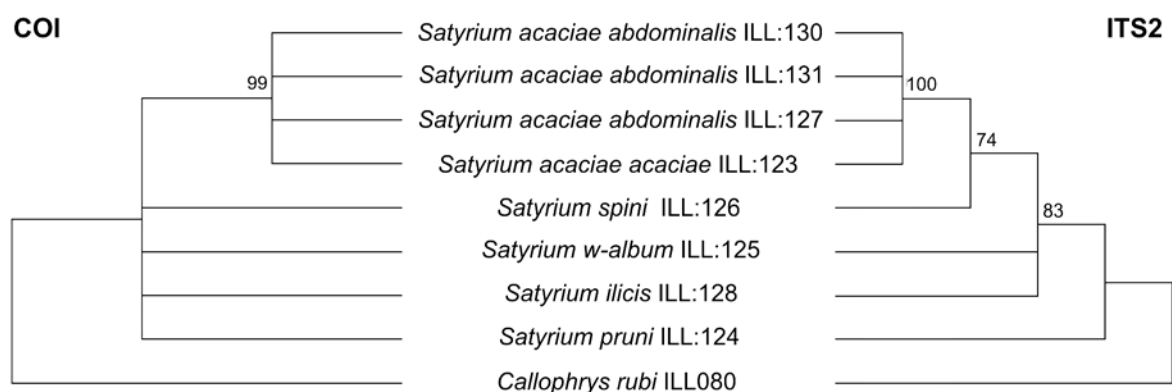 COI
ITS2
Satyrium acaciae abdominalis ILL:130
Satyrium acaciae abdominalis ILL:131
99
100
Satyrium acaciae abdominalis ILL:127
74
Satyrium acaciae acaciae ILL:123
Satyrium spini ILL:126
83
Satyrium w-album ILL:125
Satyrium ilicis ILL:128
Satyrium pruni ILL:124
Callophrys rubi ILL080